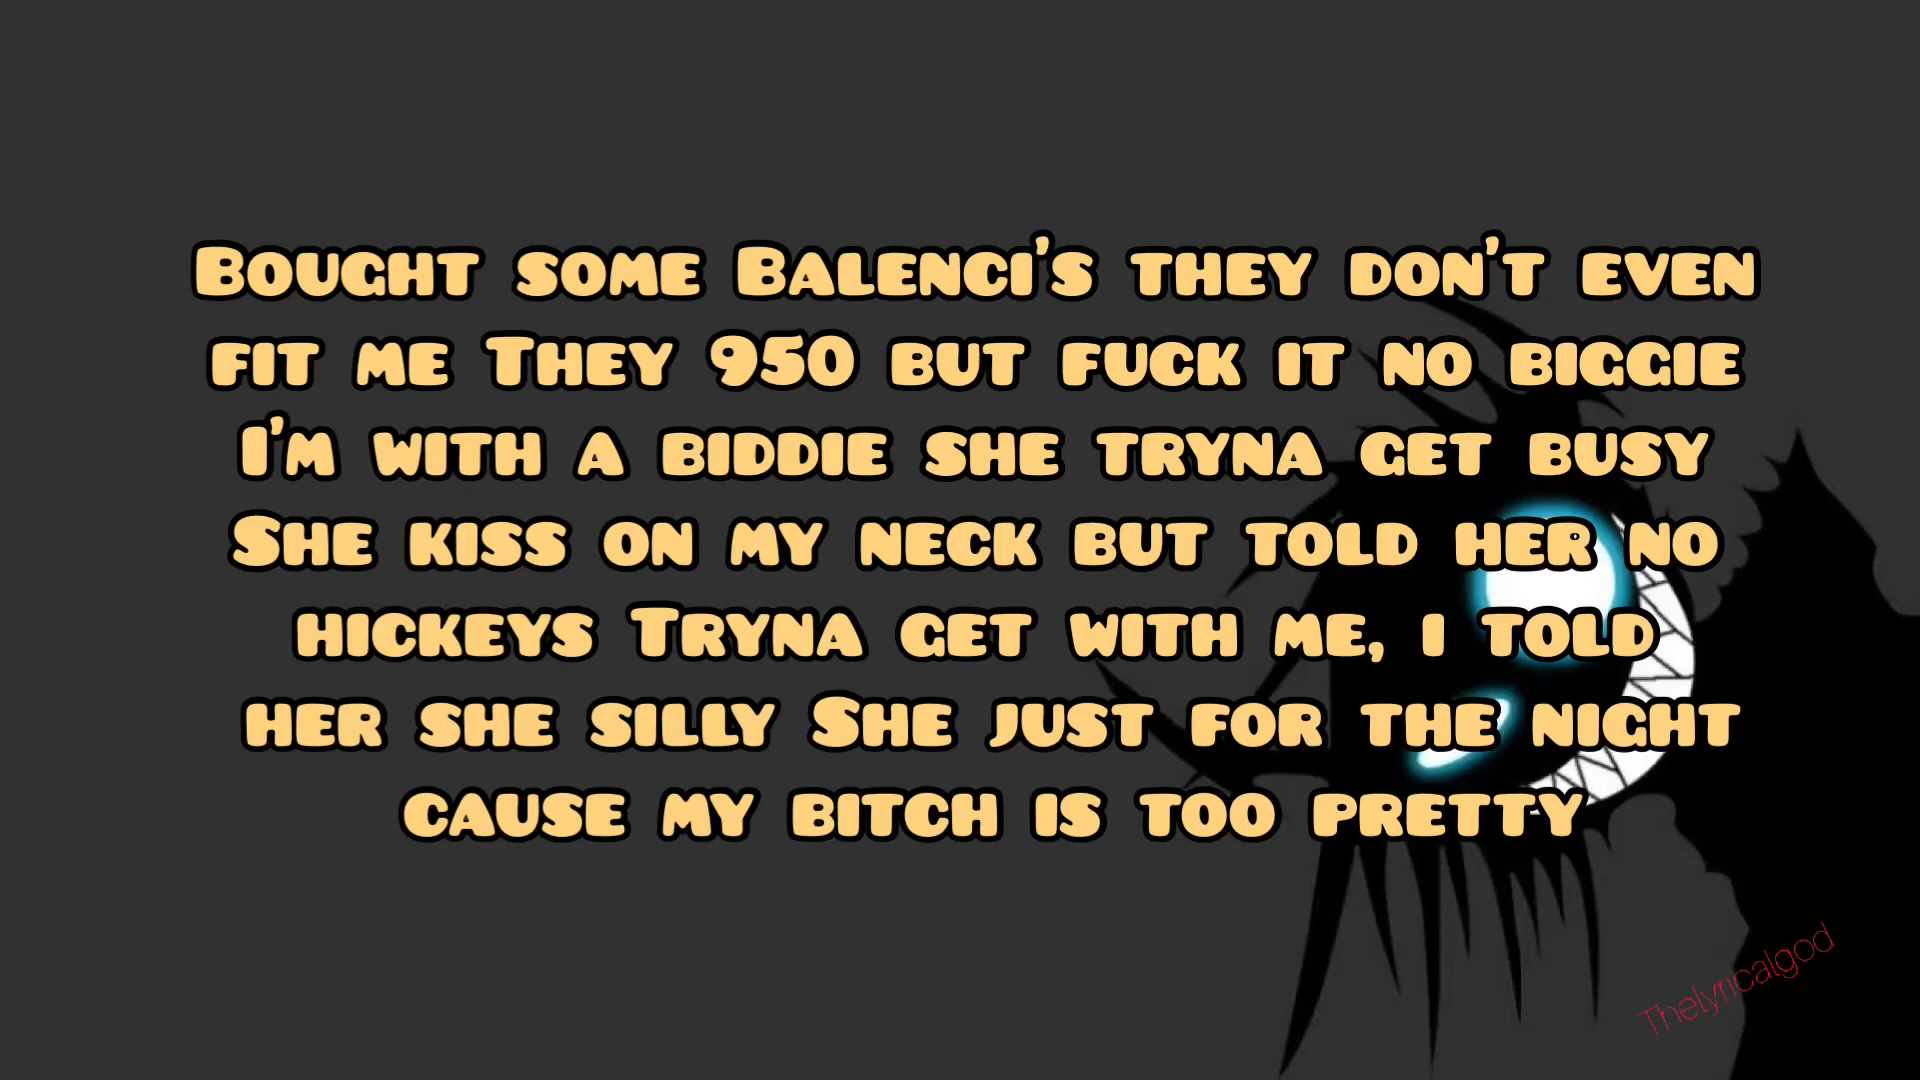 Bought some Balenci's they don't even
fit me They 950 but fuck it no biggie
I'm with a biddie she tryna get busy
She kiss on my neck but told her no
hickeys Tryna get with me, i told
her she silly She just for the night
cause my bitch is too pretty
Thelyricalgod